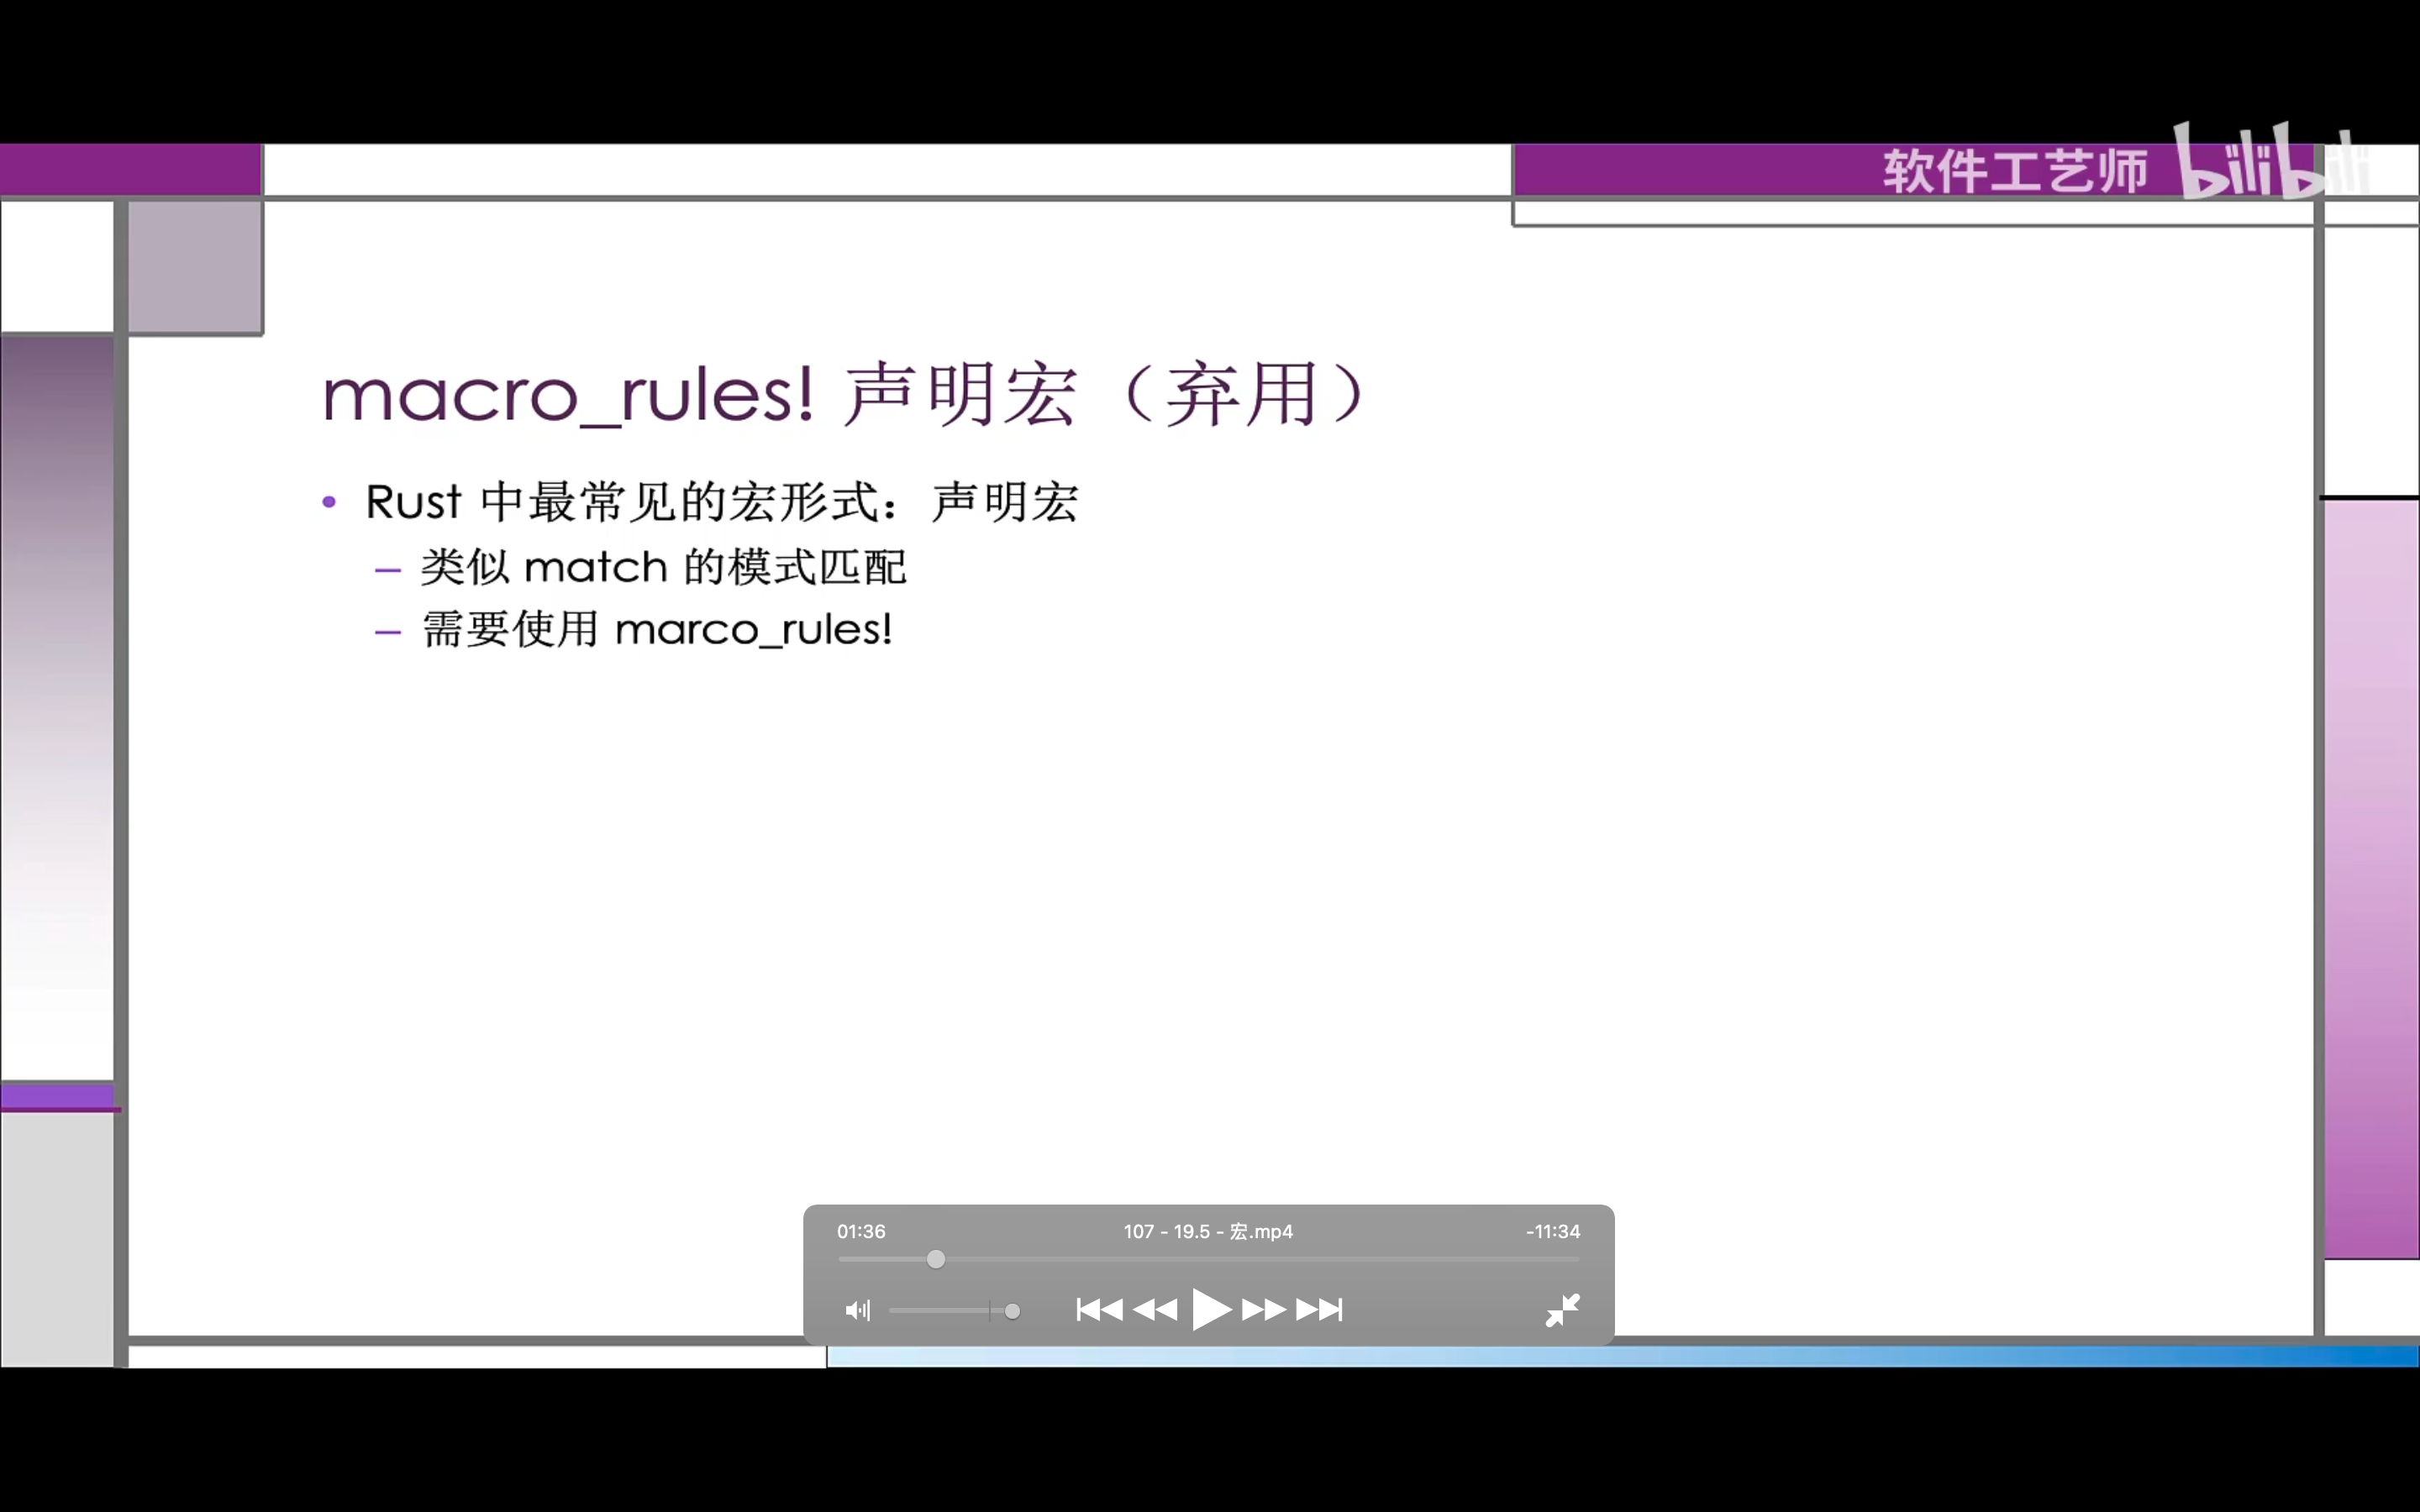 软件工艺师 bilibili
macro_rules! 声明宏（弃用）
• Rust 中最常见的宏形式：声明宏
– 类似 match 的模式匹配
– 需要使用 marco_rules!
01:36 107 - 19.5 - 宏.mp4 -11:34